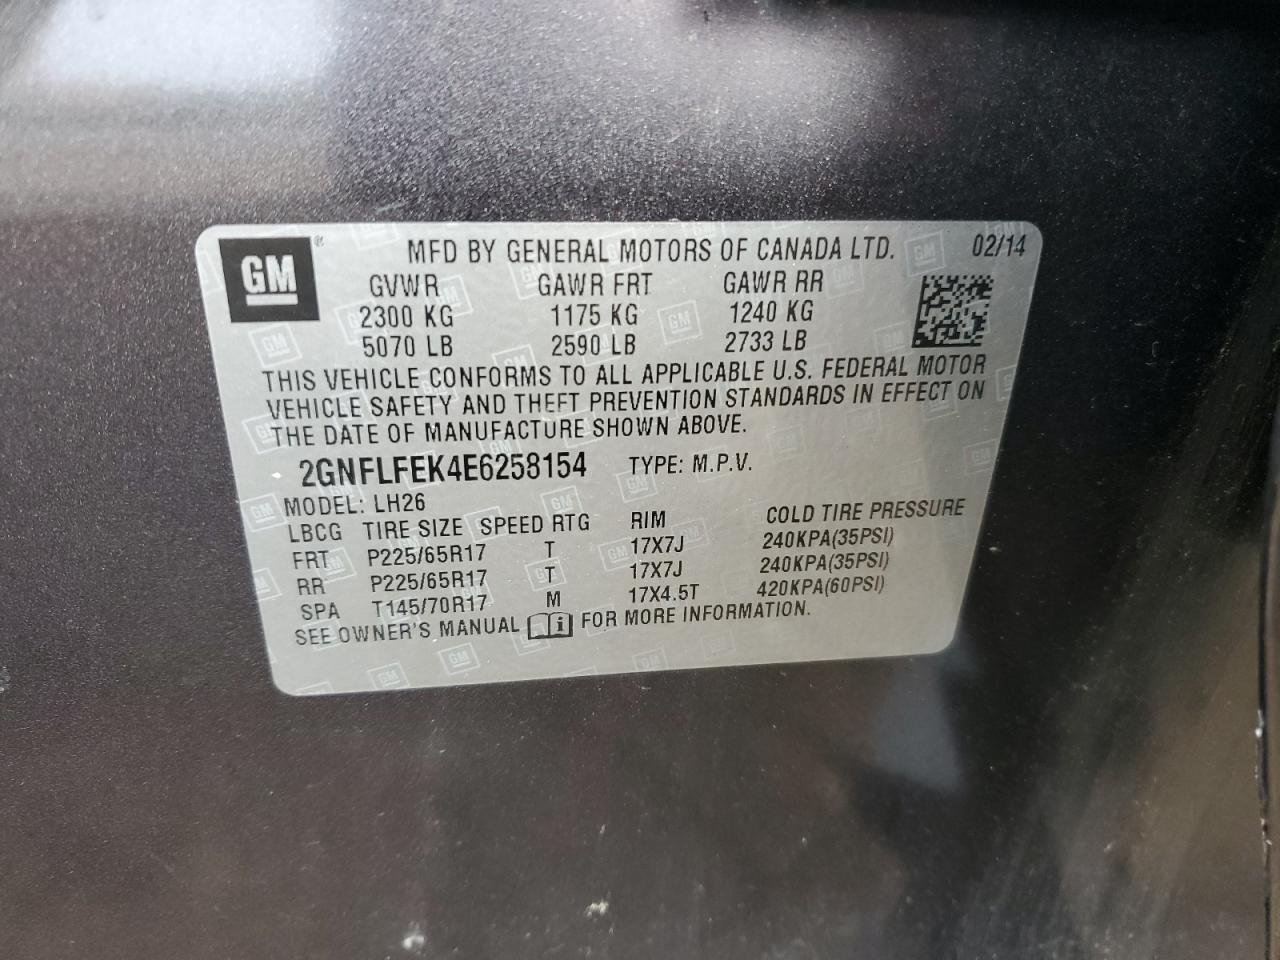 GM ® MFD BY GENERAL MOTORS OF CANADA LTD. 02/14
GVWR GAWR FRT GAWR RR
2300 KG 1175 KG 1240 KG
5070 LB 2590 LB 2733 LB
THIS VEHICLE CONFORMS TO ALL APPLICABLE U.S. FEDERAL MOTOR
VEHICLE SAFETY AND THEFT PREVENTION STANDARDS IN EFFECT ON
THE DATE OF MANUFACTURE SHOWN ABOVE.
2GNFLFEK4E6258154 TYPE: M.P.V.
MODEL: LH26
LBCG TIRE SIZE SPEED RTG RIM COLD TIRE PRESSURE
FRT P225/65R17 T 17X7J 240KPA(35PSI)
RR P225/65R17 T 17X7J 240KPA(35PSI)
SPA T145/70R17 M 17X4.5T 420KPA(60PSI)
SEE OWNER'S MANUAL i FOR MORE INFORMATION.